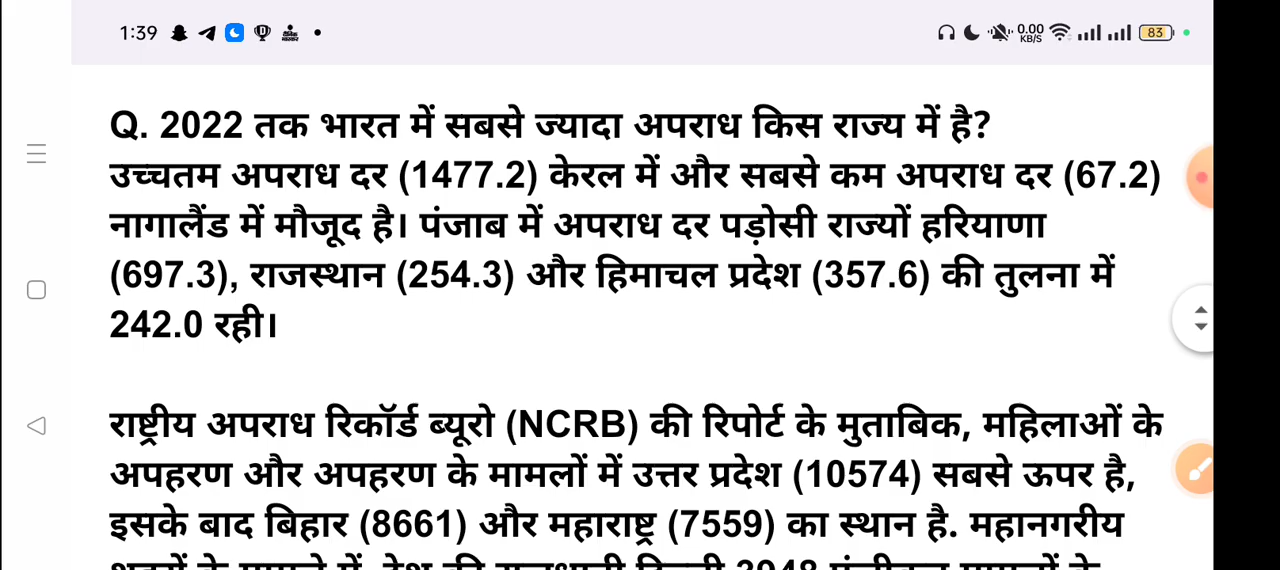 1:39
0.00
KB/S
83
Q. 2022 तक भारत में सबसे ज्यादा अपराध किस राज्य में है?
उच्चतम अपराध दर (1477.2) केरल में और सबसे कम अपराध दर (67.2)
नागालैंड में मौजूद है। पंजाब में अपराध दर पड़ोसी राज्यों हरियाणा
(697.3), राजस्थान (254.3) और हिमाचल प्रदेश (357.6) की तुलना में
242.0 रही।
राष्ट्रीय अपराध रिकॉर्ड ब्यूरो (NCRB) की रिपोर्ट के मुताबिक, महिलाओं के
अपहरण और अपहरण के मामलों में उत्तर प्रदेश (10574) सबसे ऊपर है,
इसके बाद बिहार (8661) और महाराष्ट्र (7559) का स्थान है. महानगरीय